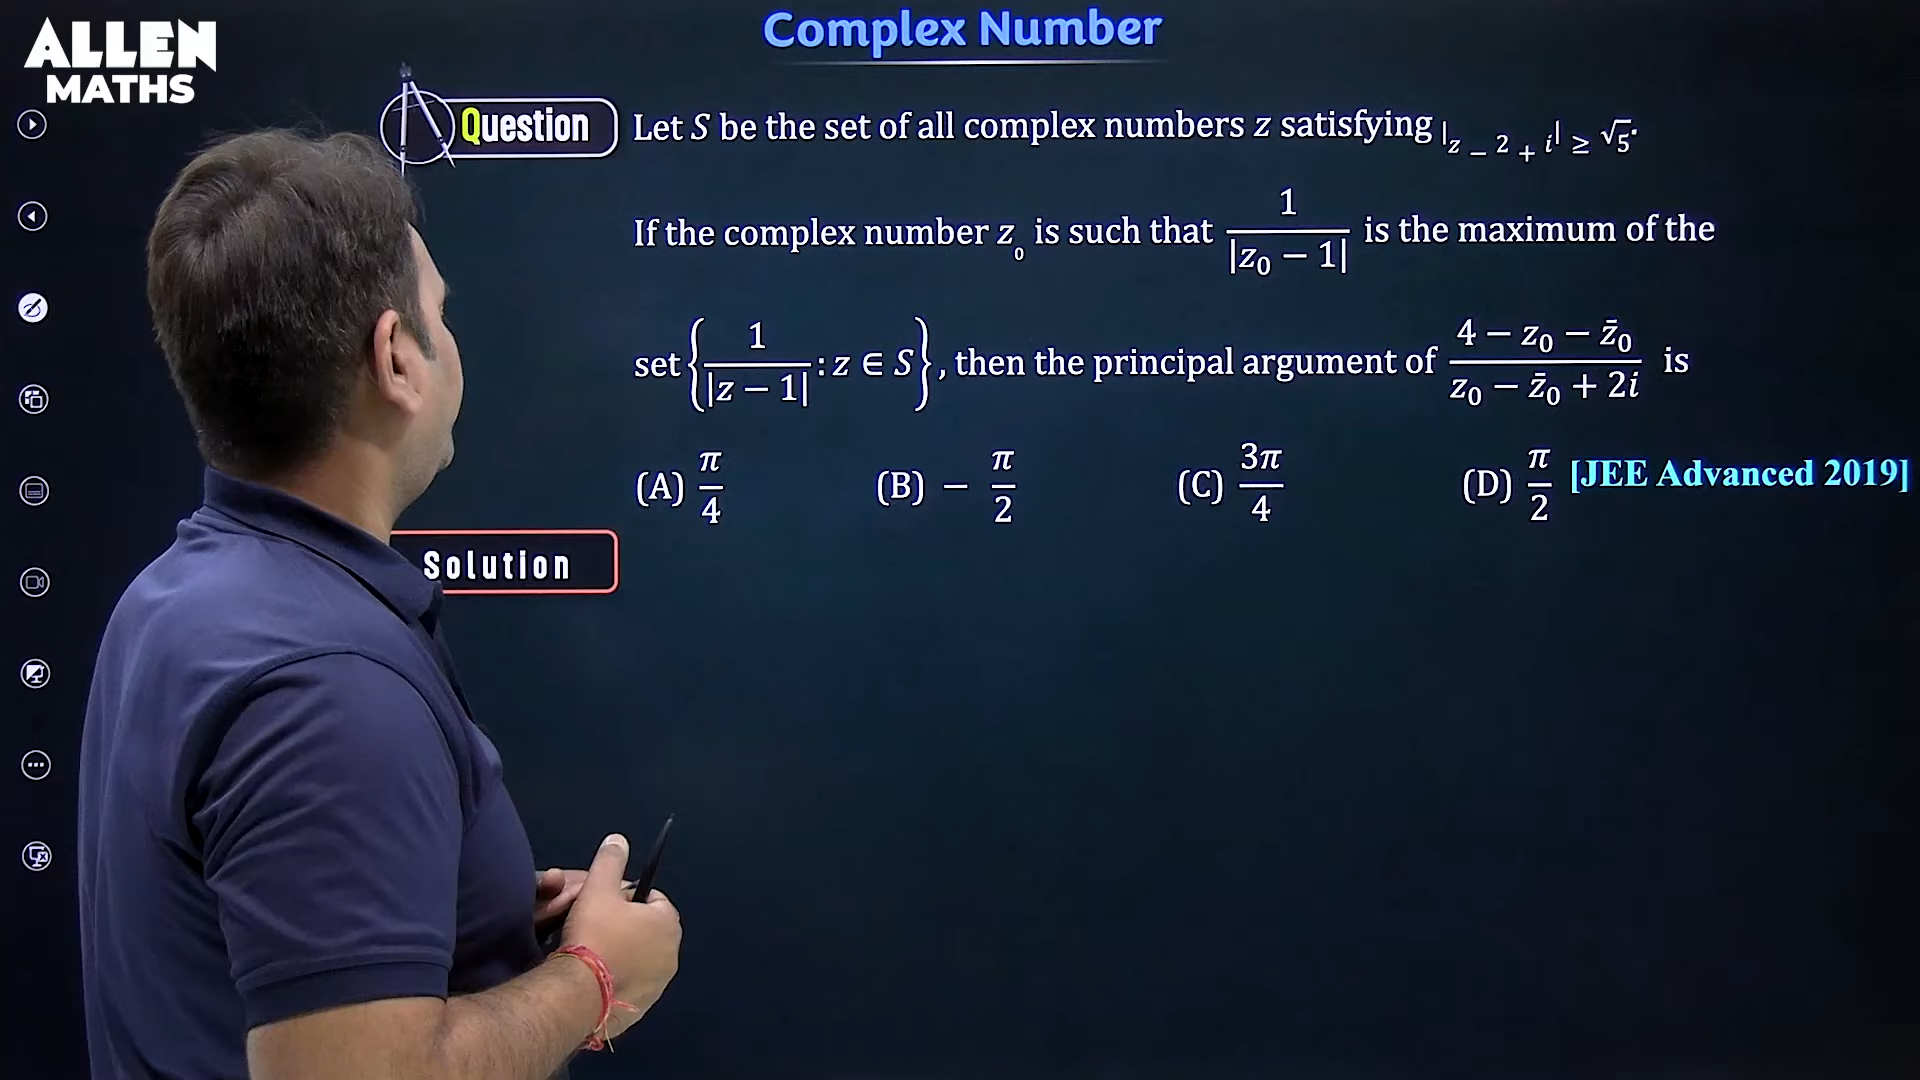 ALLEN
MATHS
Complex Number
Question
Let S be the set of all complex numbers z satisfying |z − 2 + i| ≥ √5.
If the complex number z₀ is such that 1/|z₀ − 1| is the maximum of the
set {1/|z − 1| : z ∈ S}, then the principal argument of (4 − z₀ − z̄₀)/(z₀ − z̄₀ + 2i) is
(A) π/4 (B) − π/2 (C) 3π/4 (D) π/2 [JEE Advanced 2019]
Solution